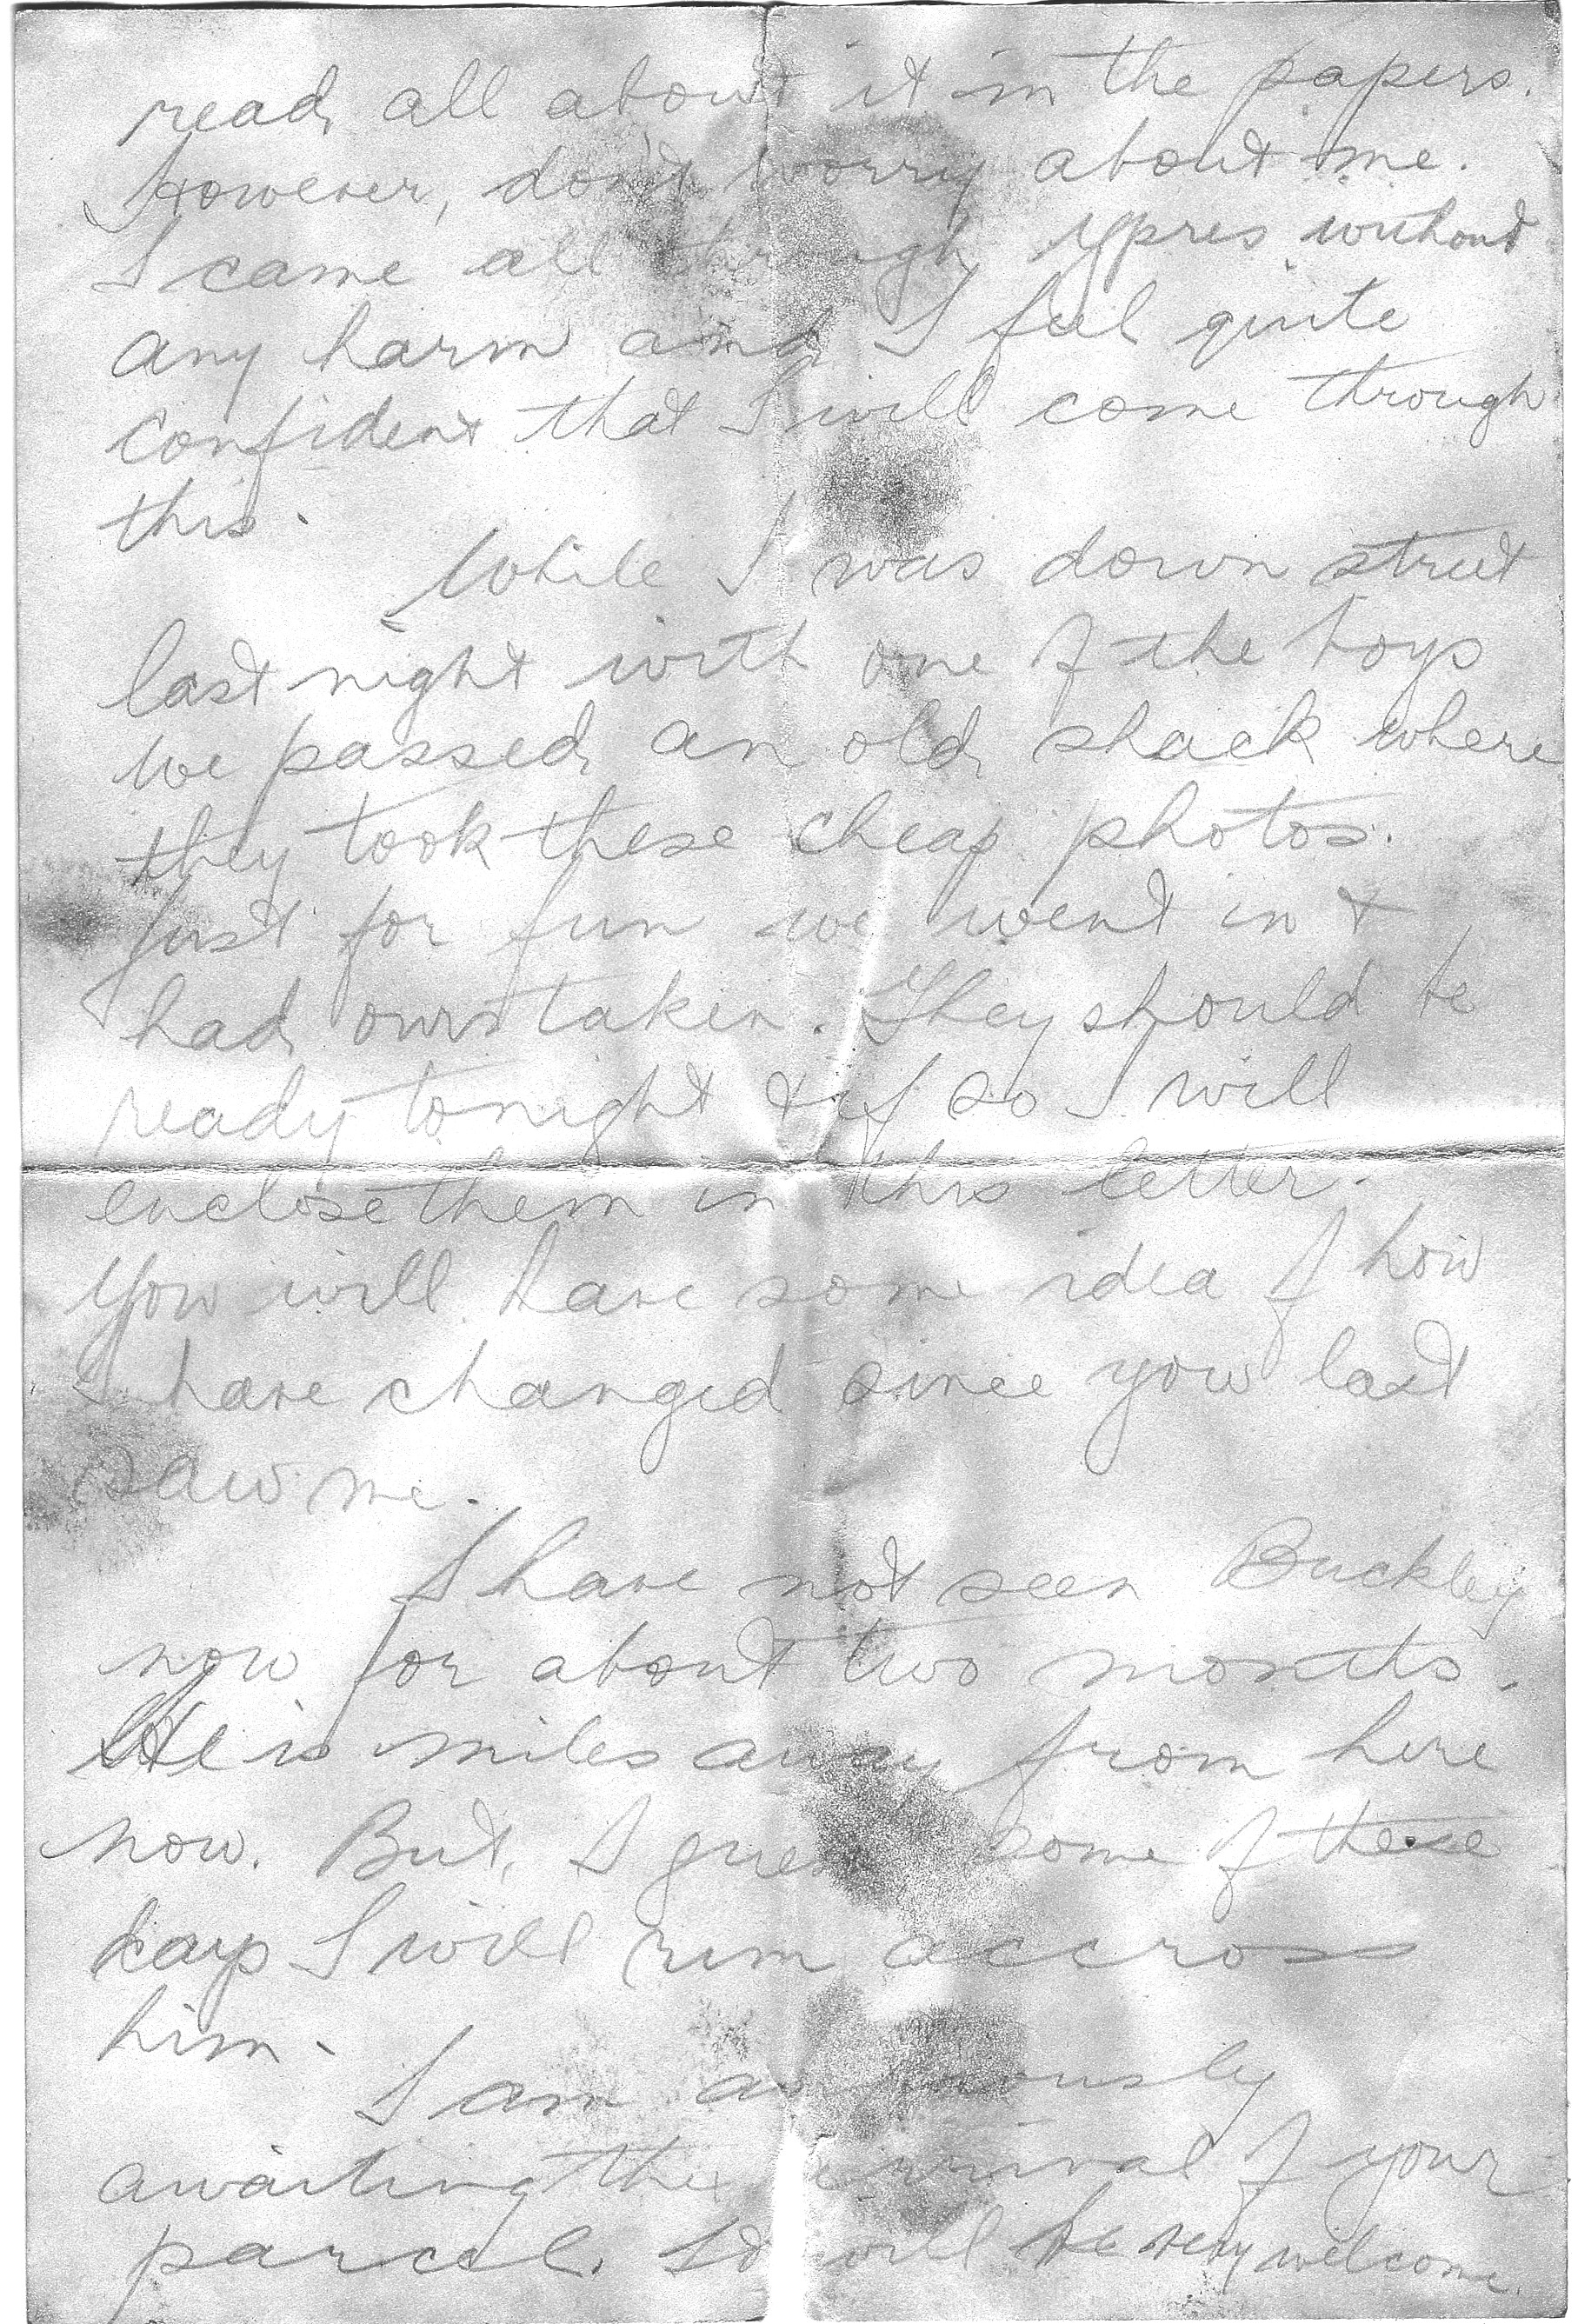 read all about it in the papers.
However, don't worry about me.
I came all through Ypres without
any harm and I feel quite
confident that I will come through
this.
While I was down street
last night with one of the boys
we passed an old shack where
they took these cheap photos.
Just for fun we went in &
had ours taken. They should be
ready tonight & if so I will
enclose them in this letter.
You will have some idea of how
I have changed since you last
saw me.
I have not seen Buckley
now for about two months.
He is miles away from here
now. But, I guess some of these
days I will run accross
him.
I am anxiously
awaiting the arrival of your
parcel. It will be very welcome.